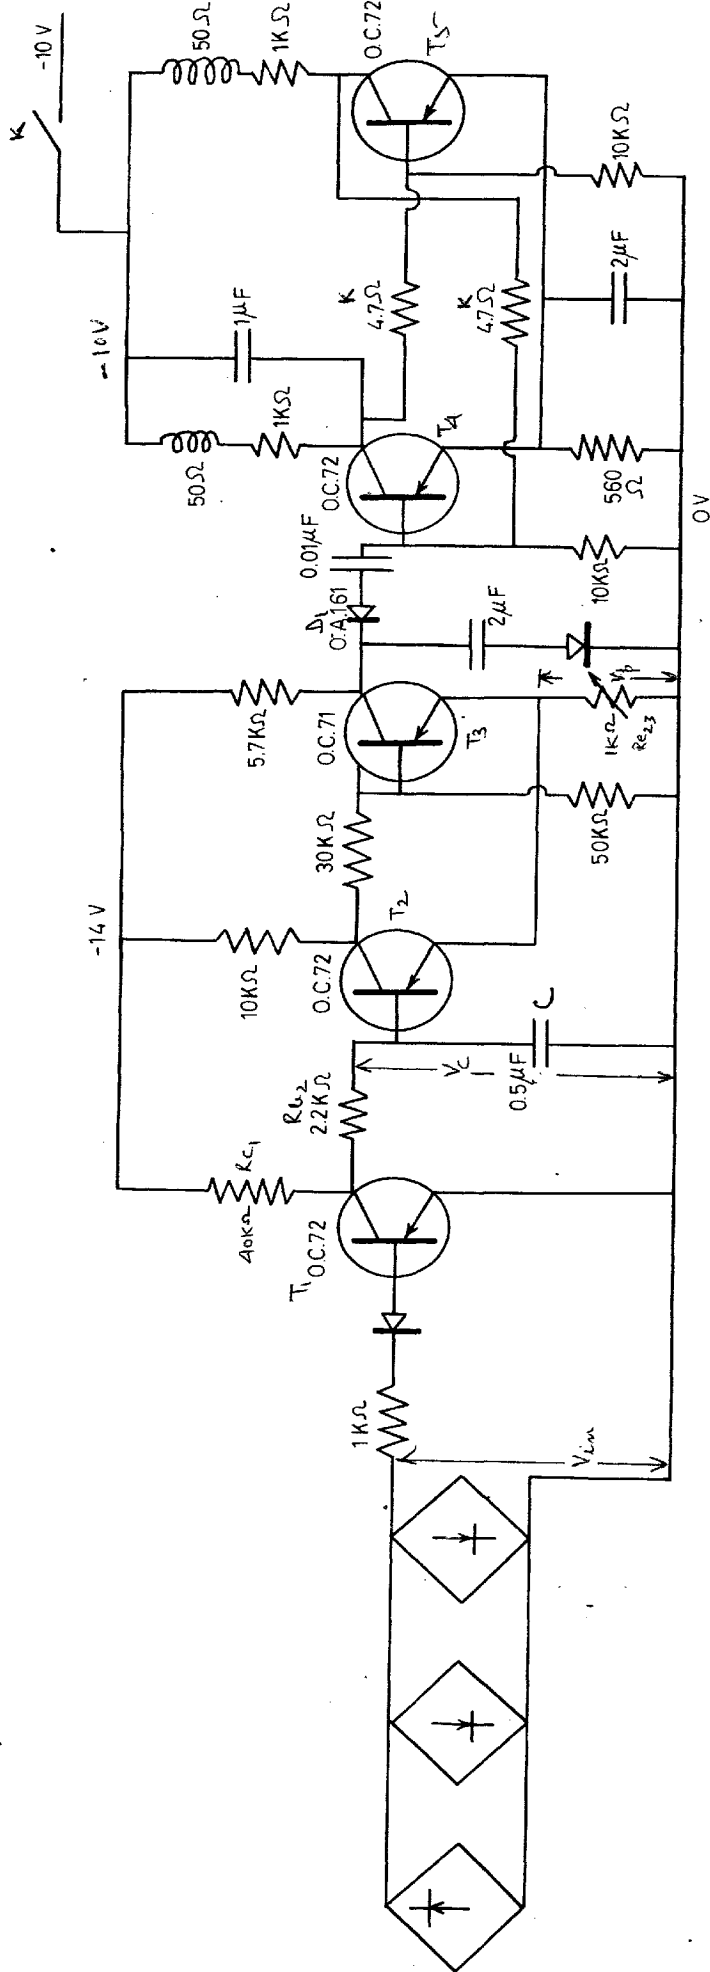 -14 V
-10V
K
-10 V
40KΩ Rc1
10KΩ
5.7KΩ
50Ω
1KΩ
1μF
50Ω
1KΩ
T1 O.C.72
Rb2
2.2KΩ
O.C.72
T2
30KΩ
O.C.71
T3
D1
O.A.161
0.01μF
O.C.72
T4
K
4.7Ω
K
4.7Ω
O.C.72
T5
1KΩ
Vin
Vc
0.5μF
C
50KΩ
1KΩ
Re23
Vp
2μF
10KΩ
560
Ω
2μF
10KΩ
0V